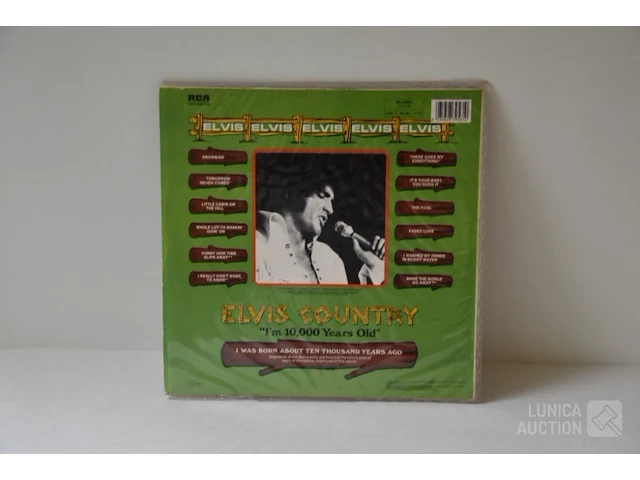 RCA
ELVIS ELVIS ELVIS ELVIS ELVIS
SNOWBIRD
TOMORROW
NEVER COMES*
LITTLE CABIN ON
THE HILL
WHOLE LOT-TA SHAKIN'
GOIN' ON
FUNNY HOW TIME
SLIPS AWAY**
I REALLY DON'T WANT
TO KNOW*
THERE GOES MY
EVERYTHING*
IT'S YOUR BABY,
YOU ROCK IT
THE FOOL
FADED LOVE
I WASHED MY HANDS
IN MUDDY WATER
MAKE THE WORLD
GO AWAY**
ELVIS COUNTRY
"I'm 10,000 Years Old"
I WAS BORN ABOUT TEN THOUSAND YEARS AGO
LUNICA
AUCTION